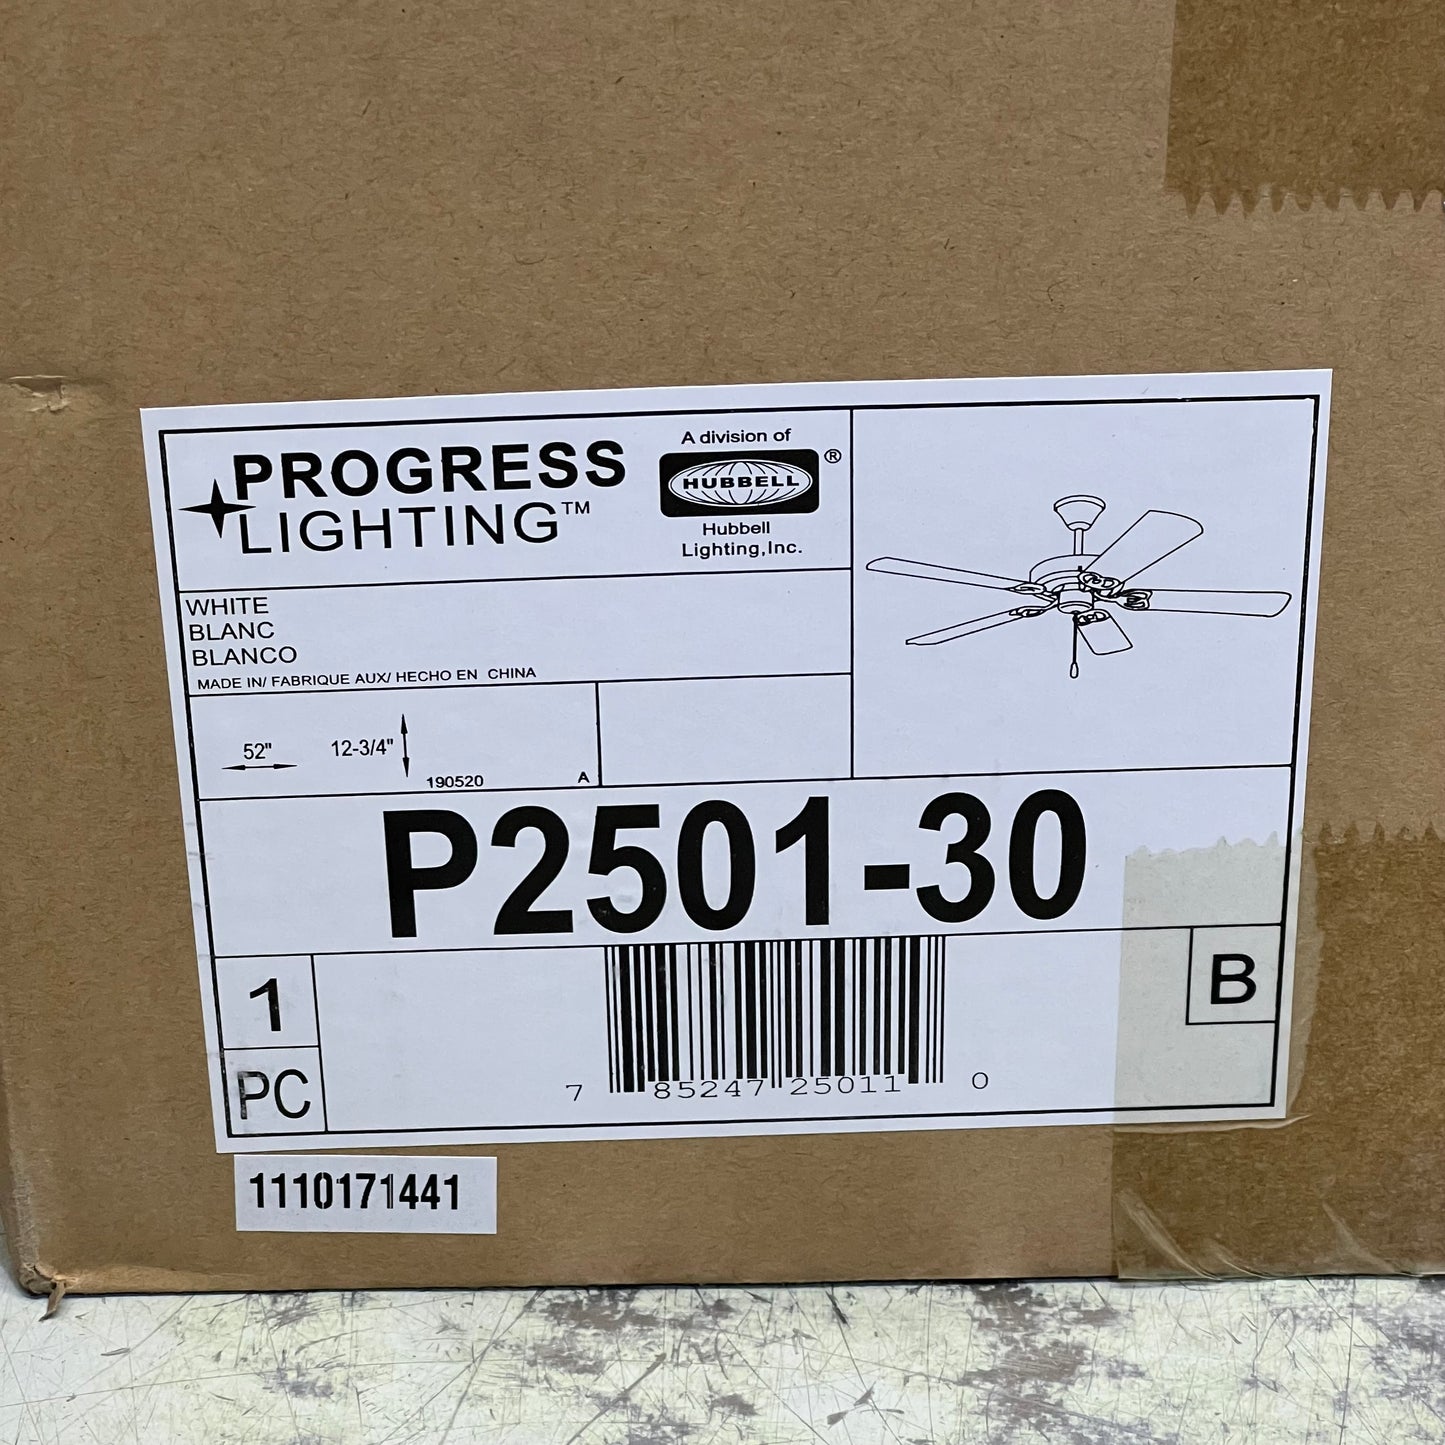 PROGRESS
LIGHTING™
A division of
HUBBELL®
Hubbell
Lighting,Inc.
WHITE
BLANC
BLANCO
MADE IN/ FABRIQUE AUX/ HECHO EN CHINA
52"
12-3/4"
190520
A
P2501-30
1
PC
B
7 85247 25011 0
1110171441